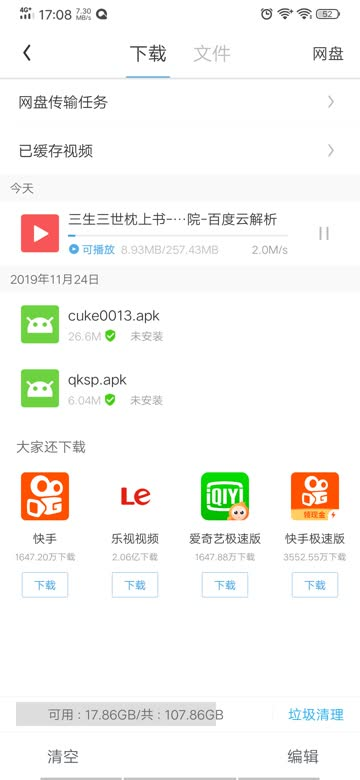 4G+ 17:08 7.30 MB/s 52
下载 文件 网盘
网盘传输任务
已缓存视频
今天
三生三世枕上书-···院-百度云解析
可播放 8.93MB/257.43MB 2.0M/s
2019年11月24日
cuke0013.apk
26.6M 未安装
qksp.apk
6.04M 未安装
大家还下载
Le iQIYI 领现金
快手 乐视视频 爱奇艺极速版 快手极速版
1647.20万下载 2.06亿下载 1647.88万下载 3552.55万下载
下载 下载 下载 下载
可用：17.86GB/共：107.86GB 垃圾清理
清空 编辑